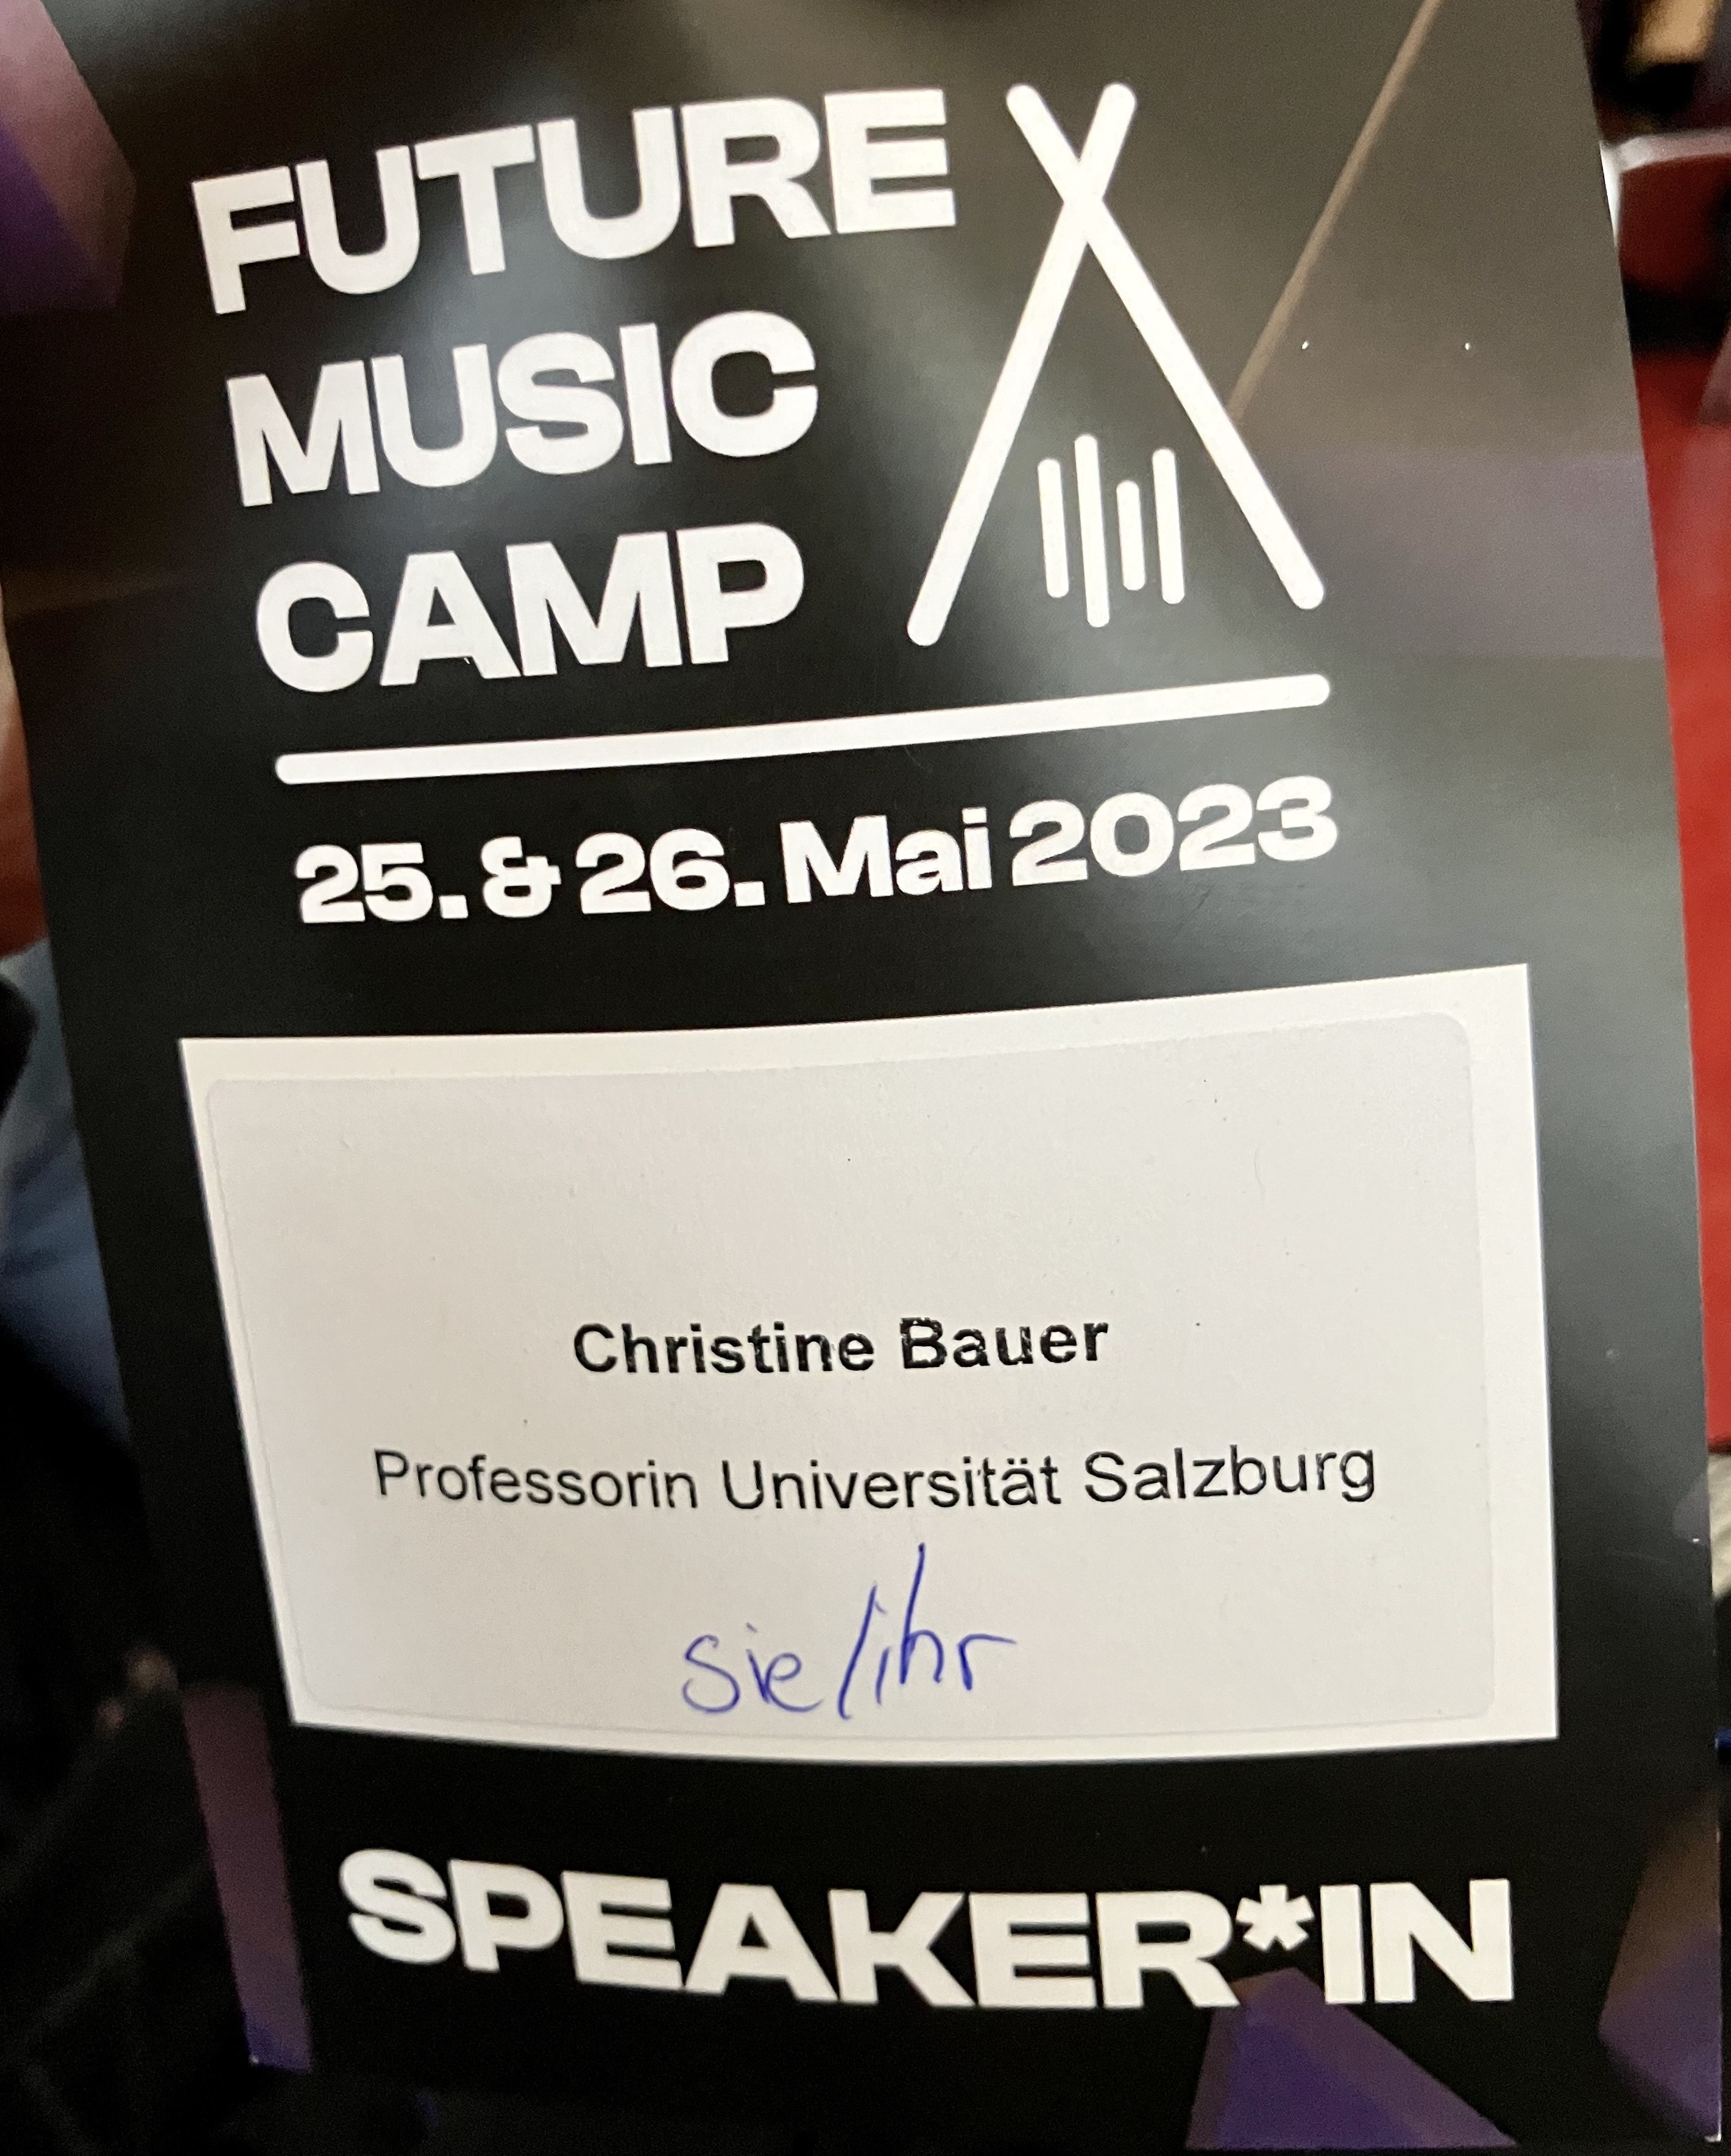 FUTURE
MUSIC
CAMP
25. & 26. Mai 2023
Christine Bauer
Professorin Universität Salzburg
sie/ihr
SPEAKER*IN